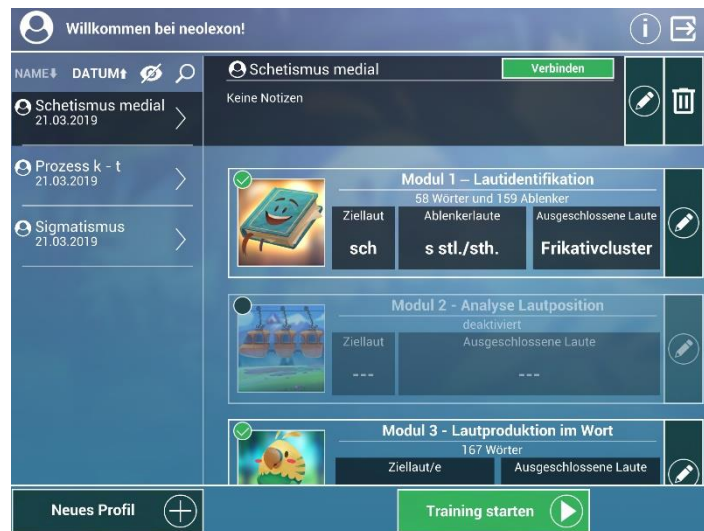 Willkommen bei neolexon!
NAME⬇ DATUM⬆
Schetismus medial
21.03.2019
Prozess k - t
21.03.2019
Sigmatismus
21.03.2019
Schetismus medial
Verbinden
Keine Notizen
Modul 1 – Lautidentifikation
58 Wörter und 159 Ablenker
Ziellaut Ablenkerlaute Ausgeschlossene Laute
sch s stl./sth. Frikativcluster
Modul 2 - Analyse Lautposition
deaktiviert
Ziellaut Ausgeschlossene Laute
--- ---
Modul 3 - Lautproduktion im Wort
167 Wörter
Ziellaut/e Ausgeschlossene Laute
Neues Profil
Training starten